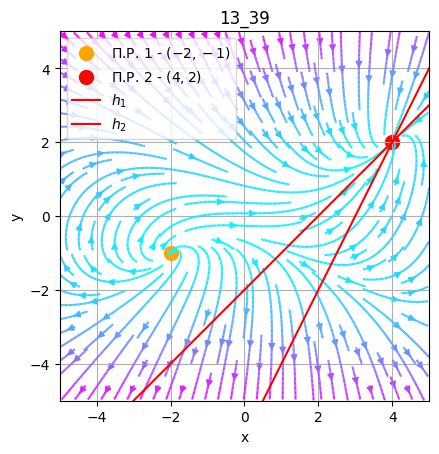 13_39
П.Р. 1 - (−2, −1)
П.Р. 2 - (4, 2)
h₁
h₂
4
2
0
−2
−4
y
−4 −2 0 2 4
x